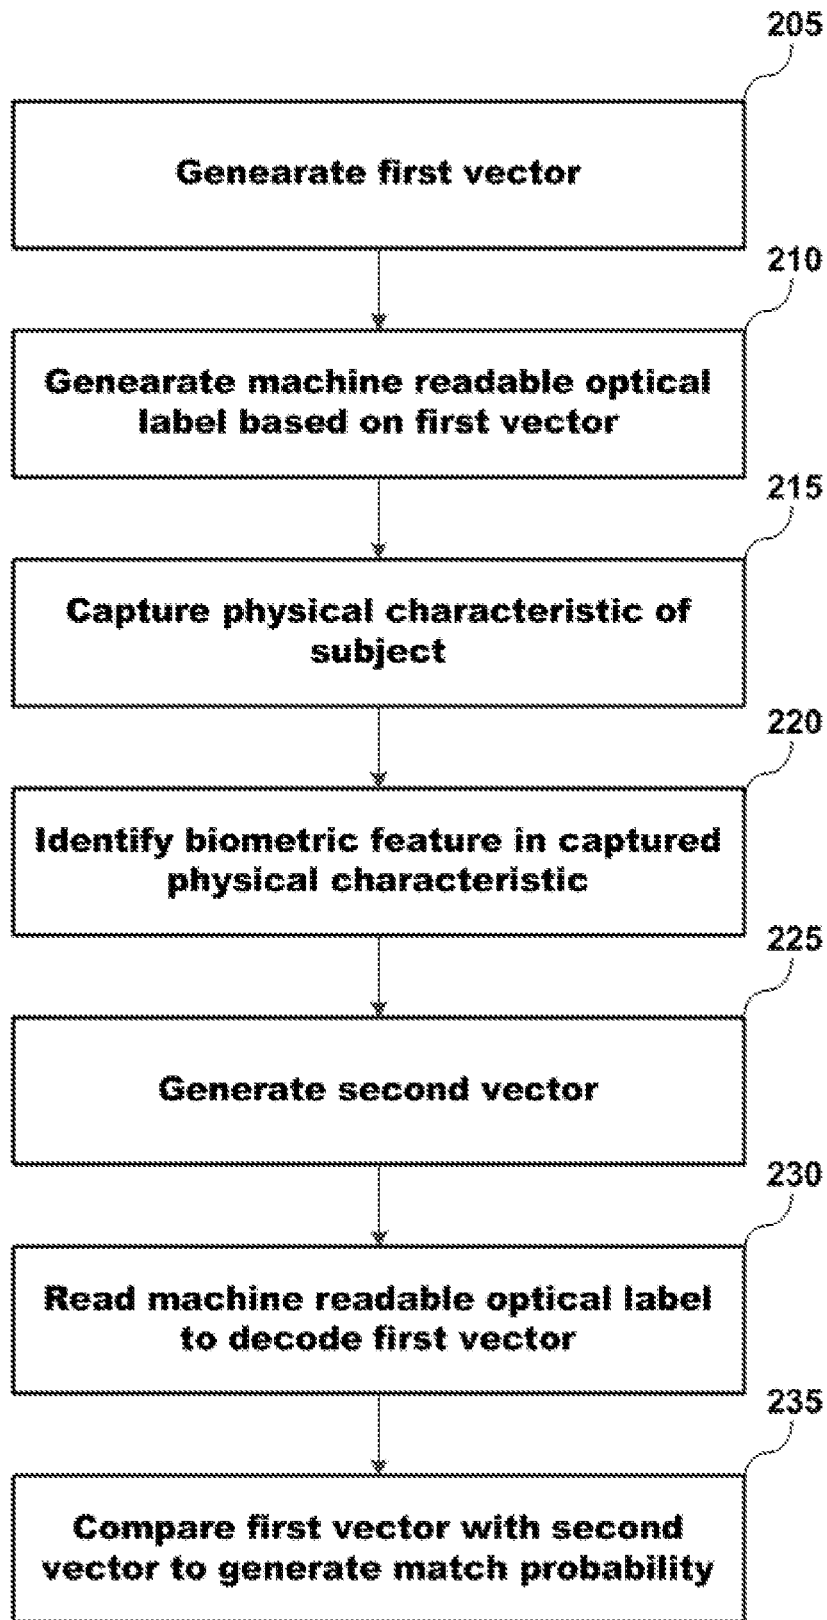 205
Genearate first vector
210
Genearate machine readable optical
label based on first vector
215
Capture physical characteristic of
subject
220
Identify biometric feature in captured
physical characteristic
225
Generate second vector
230
Read machine readable optical label
to decode first vector
235
Compare first vector with second
vector to generate match probability